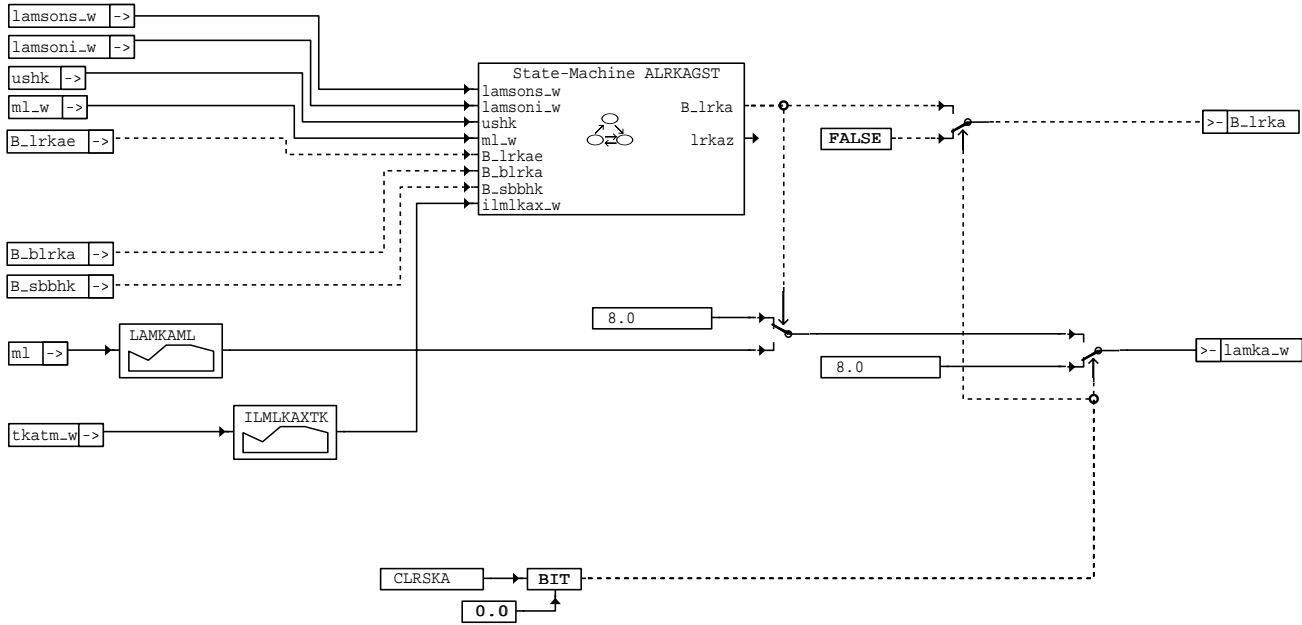 lamsons_w ->
lamsoni_w ->
ushk ->
ml_w ->
B_lrkae ->
B_blrka ->
B_sbbhk ->
ml ->
tkatm_w ->
LAMKAML
ILMLKAXTK
State-Machine ALRKAGST
lamsons_w
lamsoni_w
ushk
ml_w
B_lrkae
B_blrka
B_sbbhk
ilmlkax_w
B_lrka
lrkaz
FALSE
8.0
8.0
>- B_lrka
>- lamka_w
CLRSKA
BIT
0.0